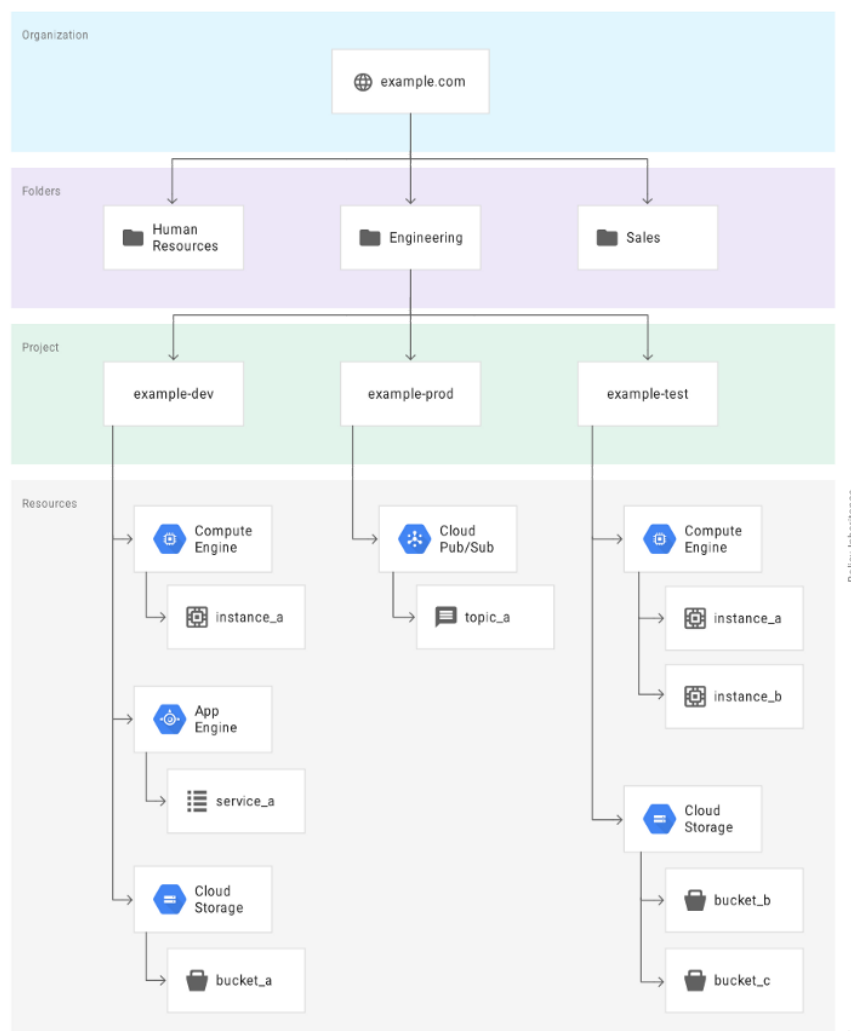 Organization
example.com
Folders
Human
Resources
Engineering
Sales
Project
example-dev
example-prod
example-test
Resources
Compute
Engine
instance_a
App
Engine
service_a
Cloud
Storage
bucket_a
Cloud
Pub/Sub
topic_a
Compute
Engine
instance_a
instance_b
Cloud
Storage
bucket_b
bucket_c